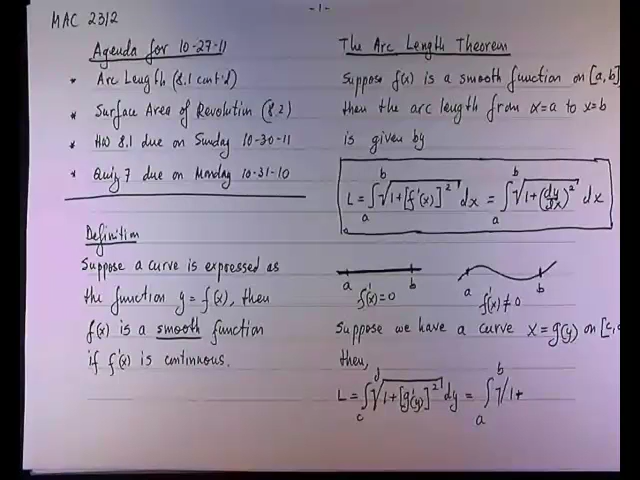 MAC 2312
-1-
Agenda for 10-27-11
* Arc Length (8.1 cont'd)
* Surface Area of Revolution (8.2)
* HW 8.1 due on Sunday 10-30-11
* Quiz 7 due on Monday 10-31-10
Definition
Suppose a curve is expressed as
the function y = f(x), then
f(x) is a smooth function
if f'(x) is continuous.
The Arc Length Theorem
Suppose f(x) is a smooth function on [a,b]
then the arc length from x=a to x=b
is given by
L = ∫_a^b √(1+[f'(x)]²) dx = ∫_a^b √(1+(dy/dx)²) dx
a b a b
f'(x)=0 f'(x)≠0
Suppose we have a curve x = g(y) on [c,
then,
L = ∫_c^d √(1+[g'(y)]²) dy = ∫_a^b √1+